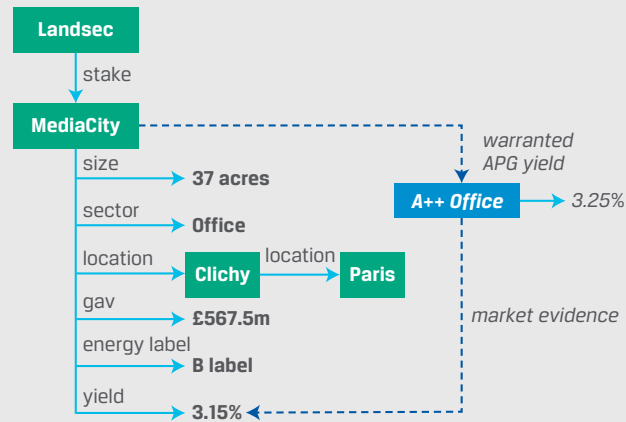 Landsec
stake
MediaCity
warranted
APG yield
size
37 acres
A++ Office
3.25%
sector
Office
location
Clichy
location
Paris
gav
£567.5m
market evidence
energy label
B label
yield
3.15%